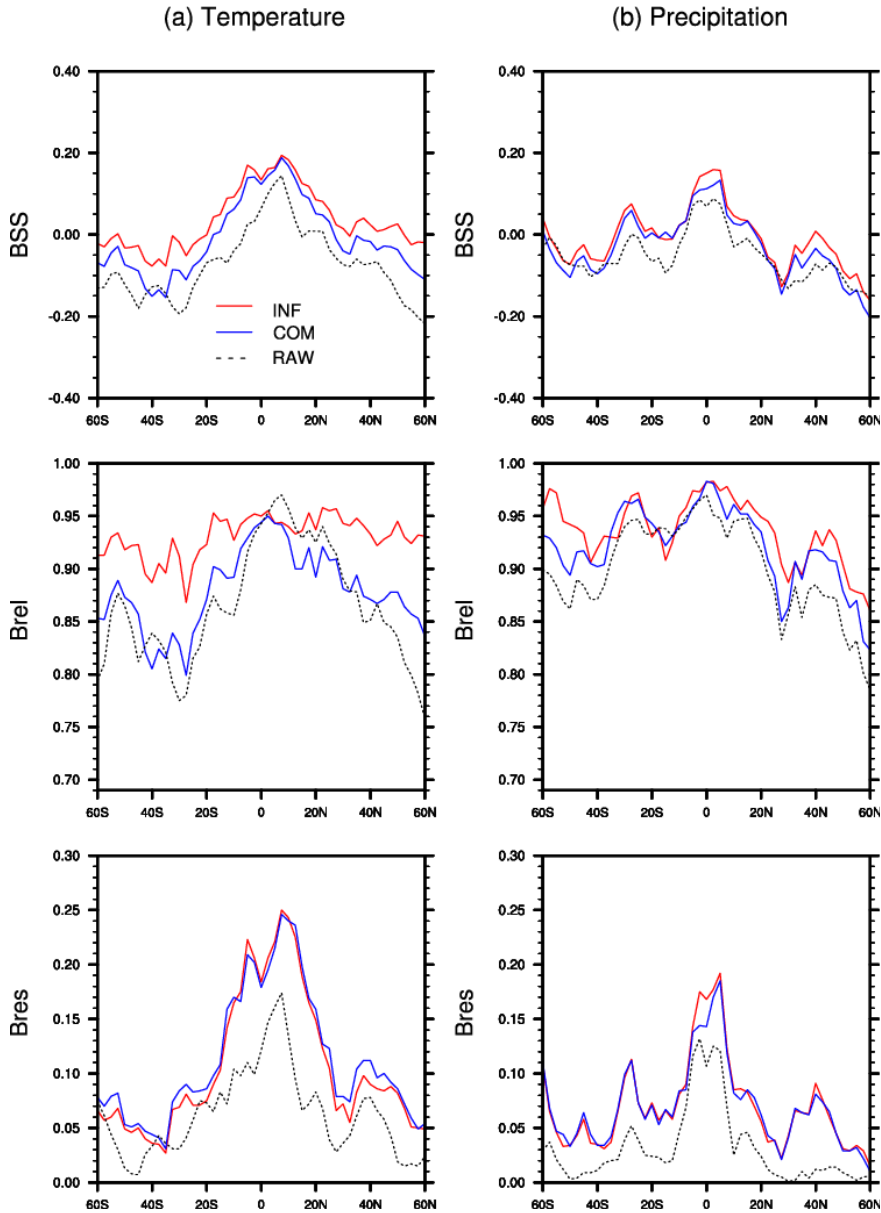 (a) Temperature (b) Precipitation
0.40 0.40
0.20 0.20
BSS 0.00 BSS 0.00
INF
-0.20 -0.20
COM
RAW
-0.40 -0.40
60S 40S 20S 0 20N 40N 60N 60S 40S 20S 0 20N 40N 60N
1.00 1.00
0.95 0.95
0.90 0.90
Brel 0.85 Brel 0.85
0.80 0.80
0.75 0.75
0.70 0.70
60S 40S 20S 0 20N 40N 60N 60S 40S 20S 0 20N 40N 60N
0.30 0.30
0.25 0.25
0.20 0.20
Bres 0.15 Bres 0.15
0.10 0.10
0.05 0.05
0.00 0.00
60S 40S 20S 0 20N 40N 60N 60S 40S 20S 0 20N 40N 60N